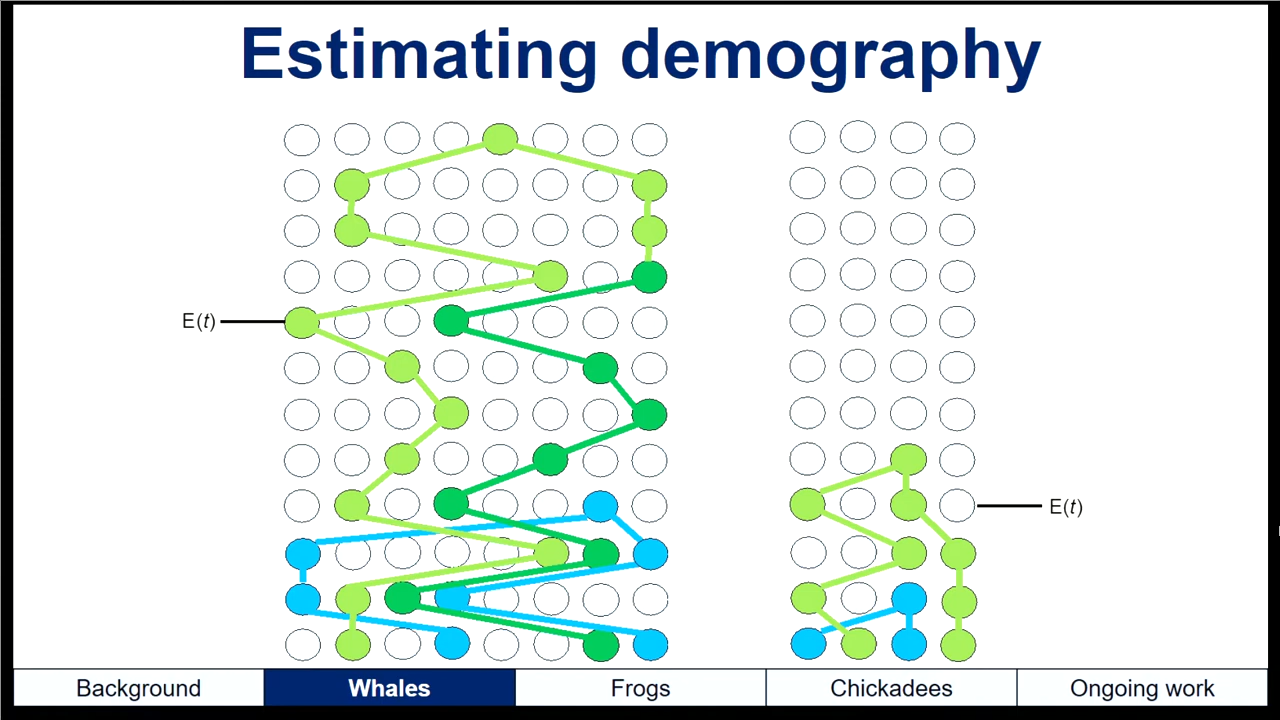 Estimating demography
E(t)
E(t)
Background
Whales
Frogs
Chickadees
Ongoing work